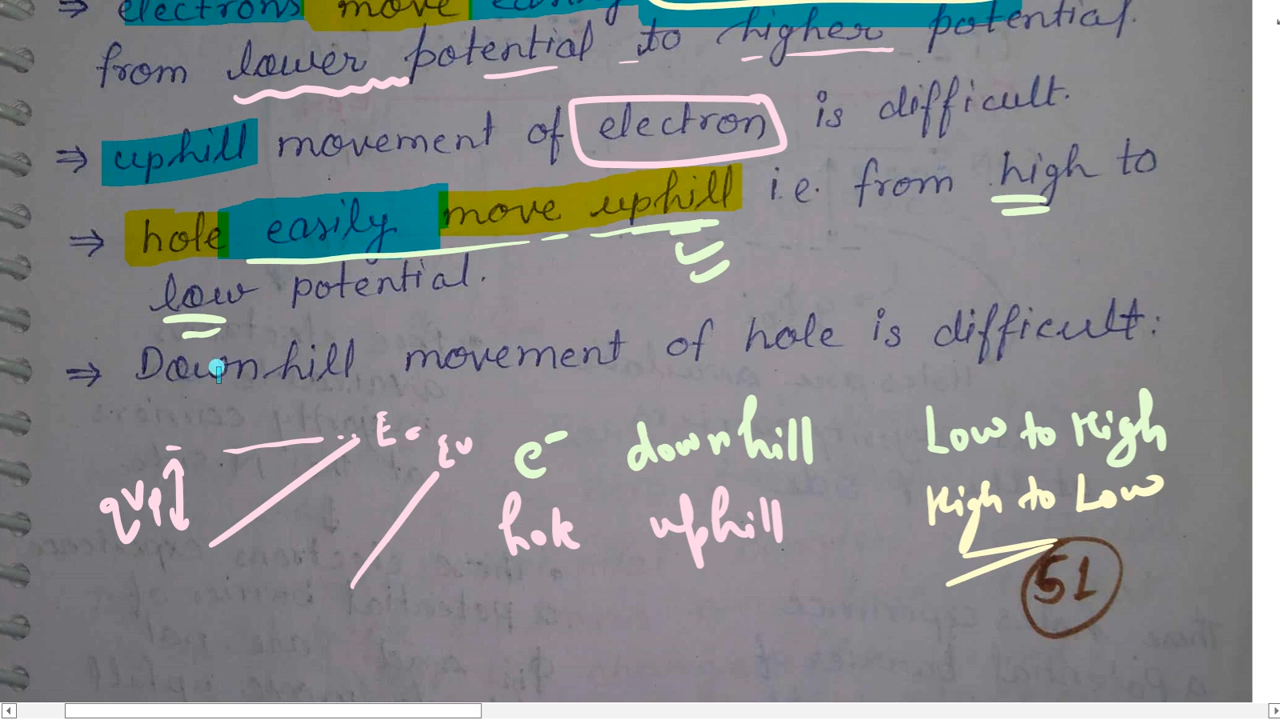 ⇒ electrons move easily
from lower potential to higher potential.
⇒ uphill movement of electron is difficult.
⇒ hole easily move uphill i.e. from high to
low potential.
⇒ Downhill movement of hole is difficult:
Ec
Ev
e⁻ downhill Low to High
hole uphill High to Low
51